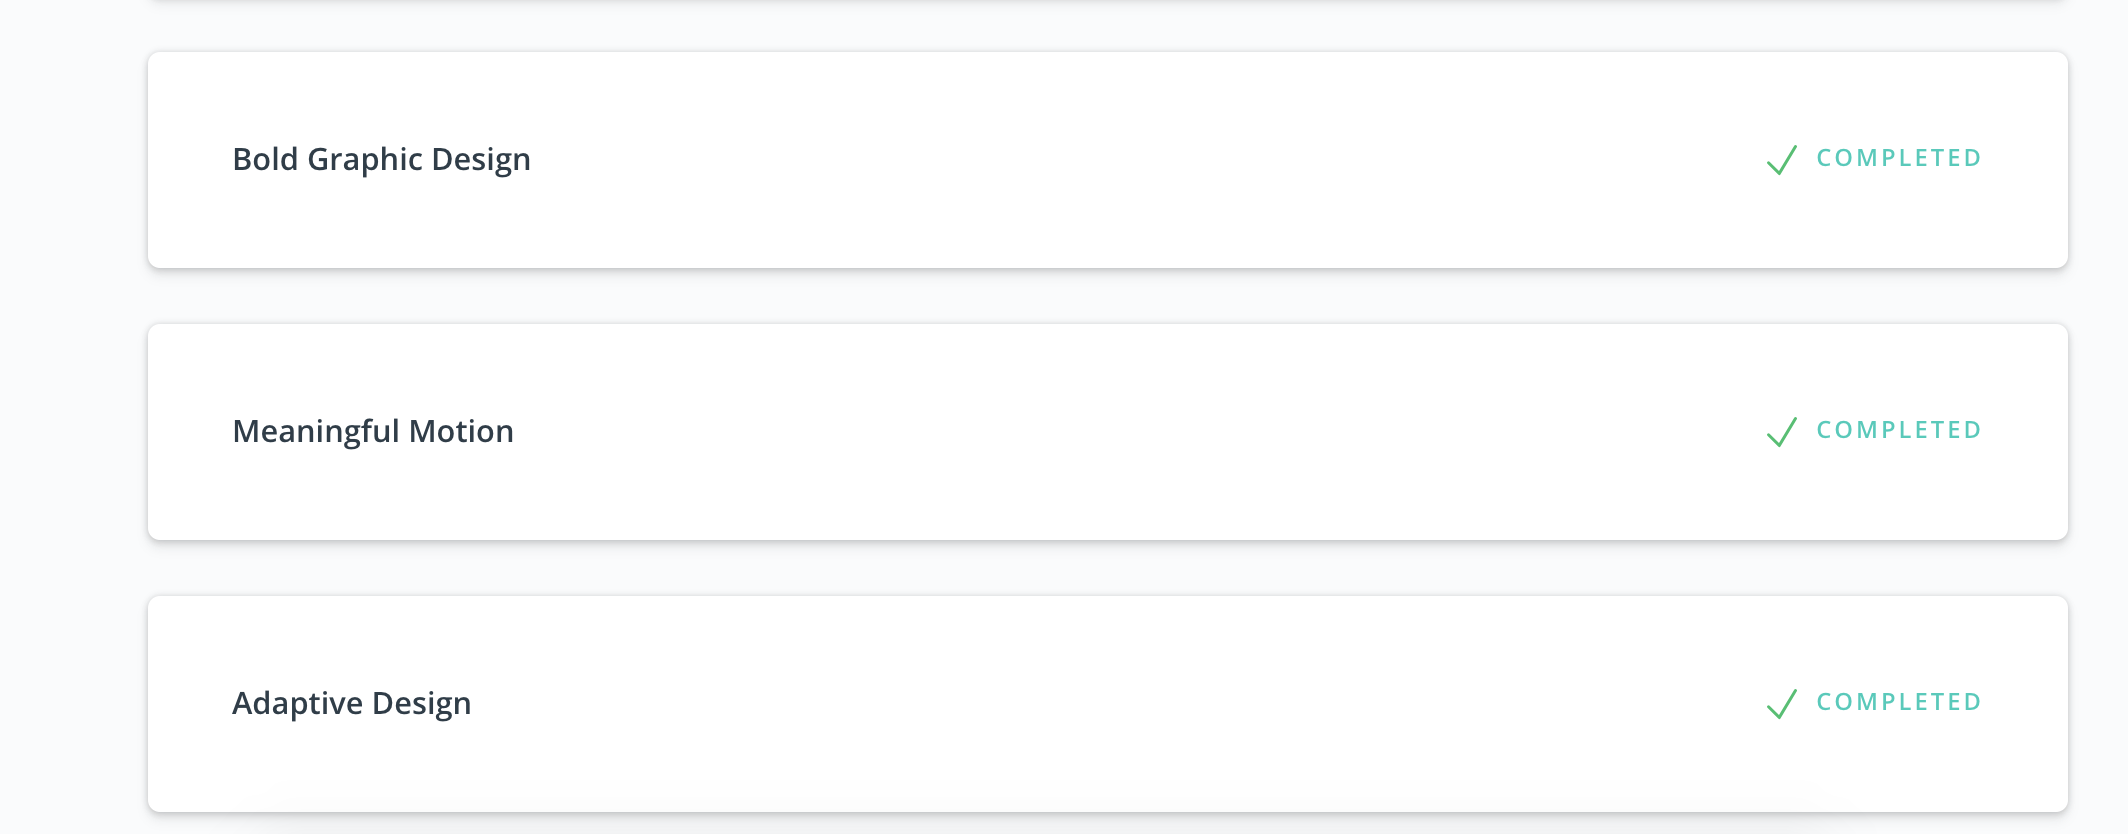 Bold Graphic Design
COMPLETED
Meaningful Motion
COMPLETED
Adaptive Design
COMPLETED